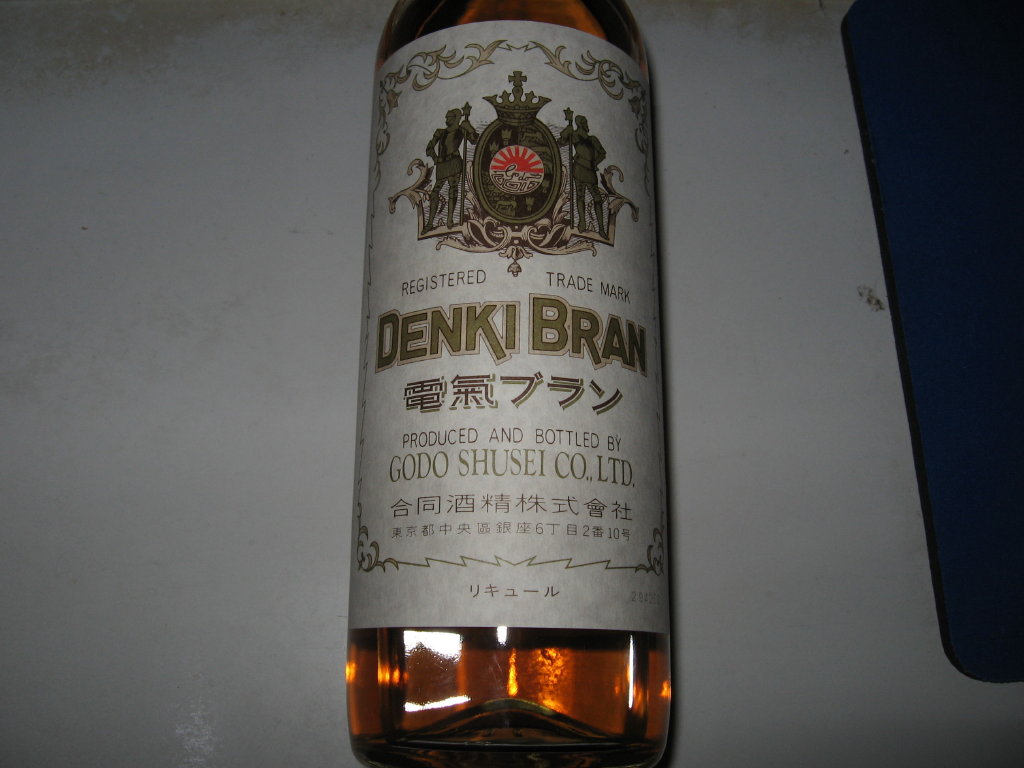 REGISTERED TRADE MARK
DENKI BRAN
電氣ブラン
PRODUCED AND BOTTLED BY
GODO SHUSEI CO., LTD.
合同酒精株式會社
東京都中央區銀座6丁目2番10号
リキュール